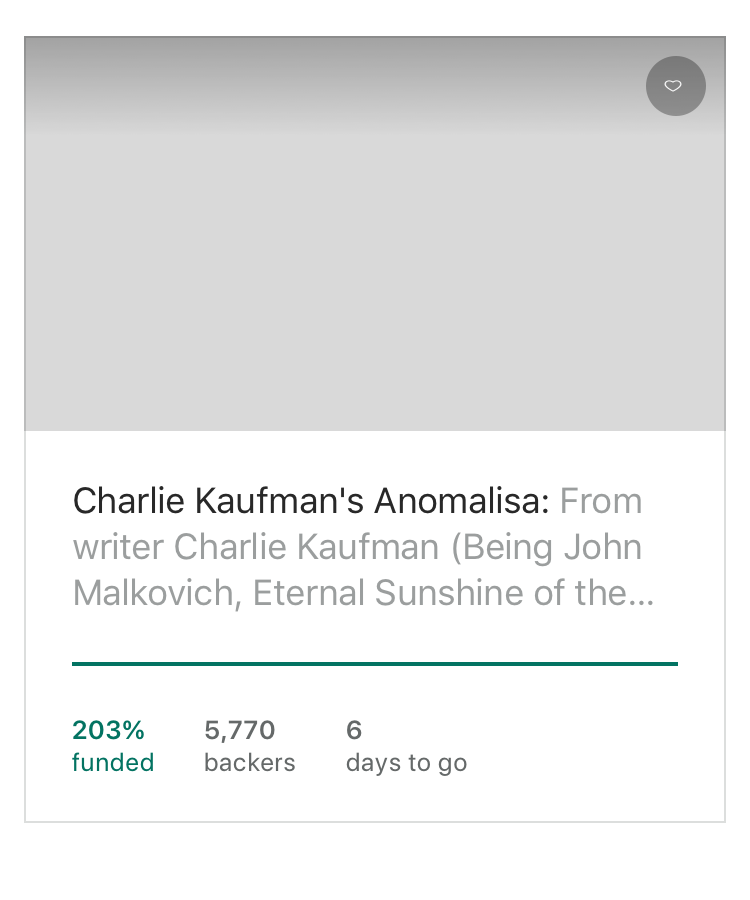 Charlie Kaufman's Anomalisa: From
writer Charlie Kaufman (Being John
Malkovich, Eternal Sunshine of the...
203% 5,770 6
funded backers days to go